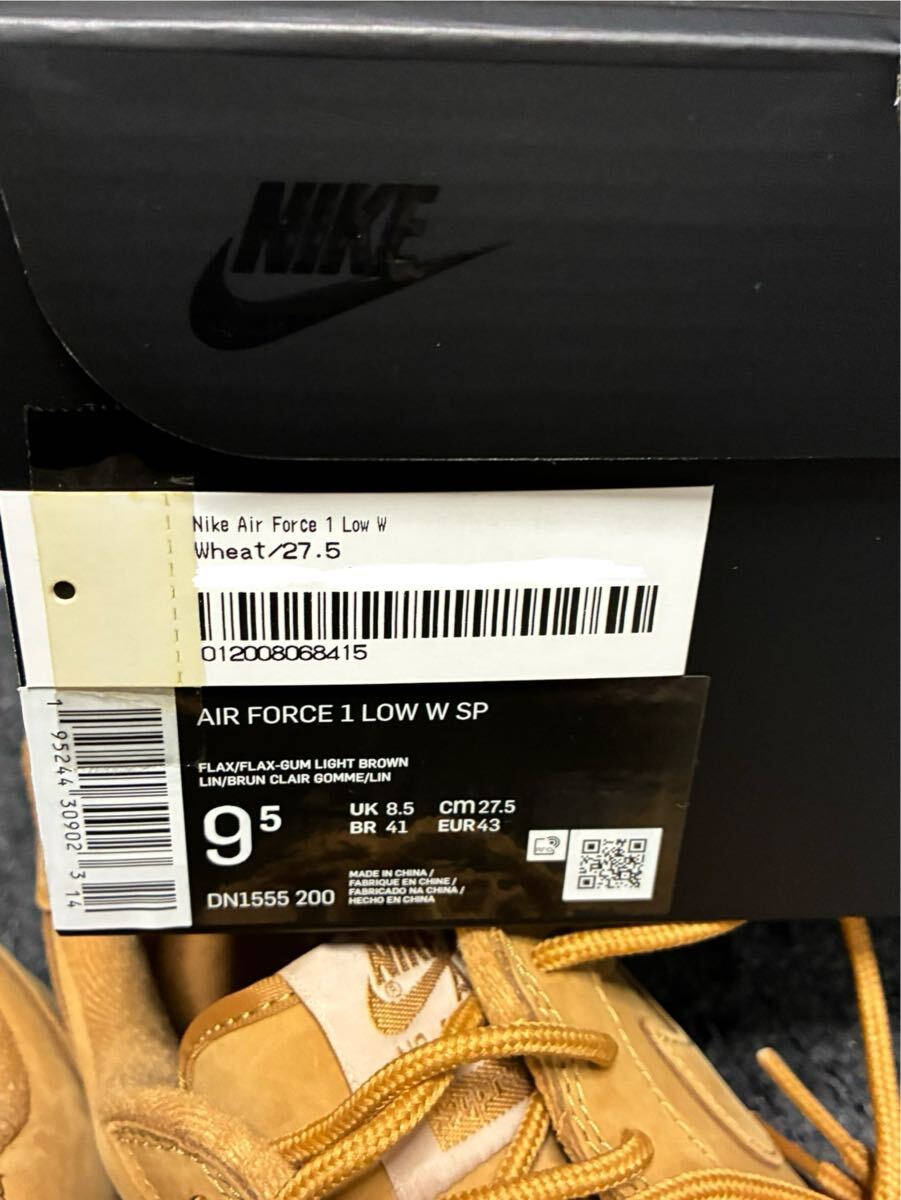 NIKE
Nike Air Force 1 Low W
Wheat/27.5
012008068415
AIR FORCE 1 LOW W SP
FLAX/FLAX-GUM LIGHT BROWN
LIN/BRUN CLAIR GOMME/LIN
9⁵
UK 8.5 cm 27.5
BR 41 EUR 43
DN1555 200
MADE IN CHINA /
FABRIQUE EN CHINE /
FABRICADO NA CHINA /
HECHO EN CHINA
1 95244 30902 3 14
NIKE